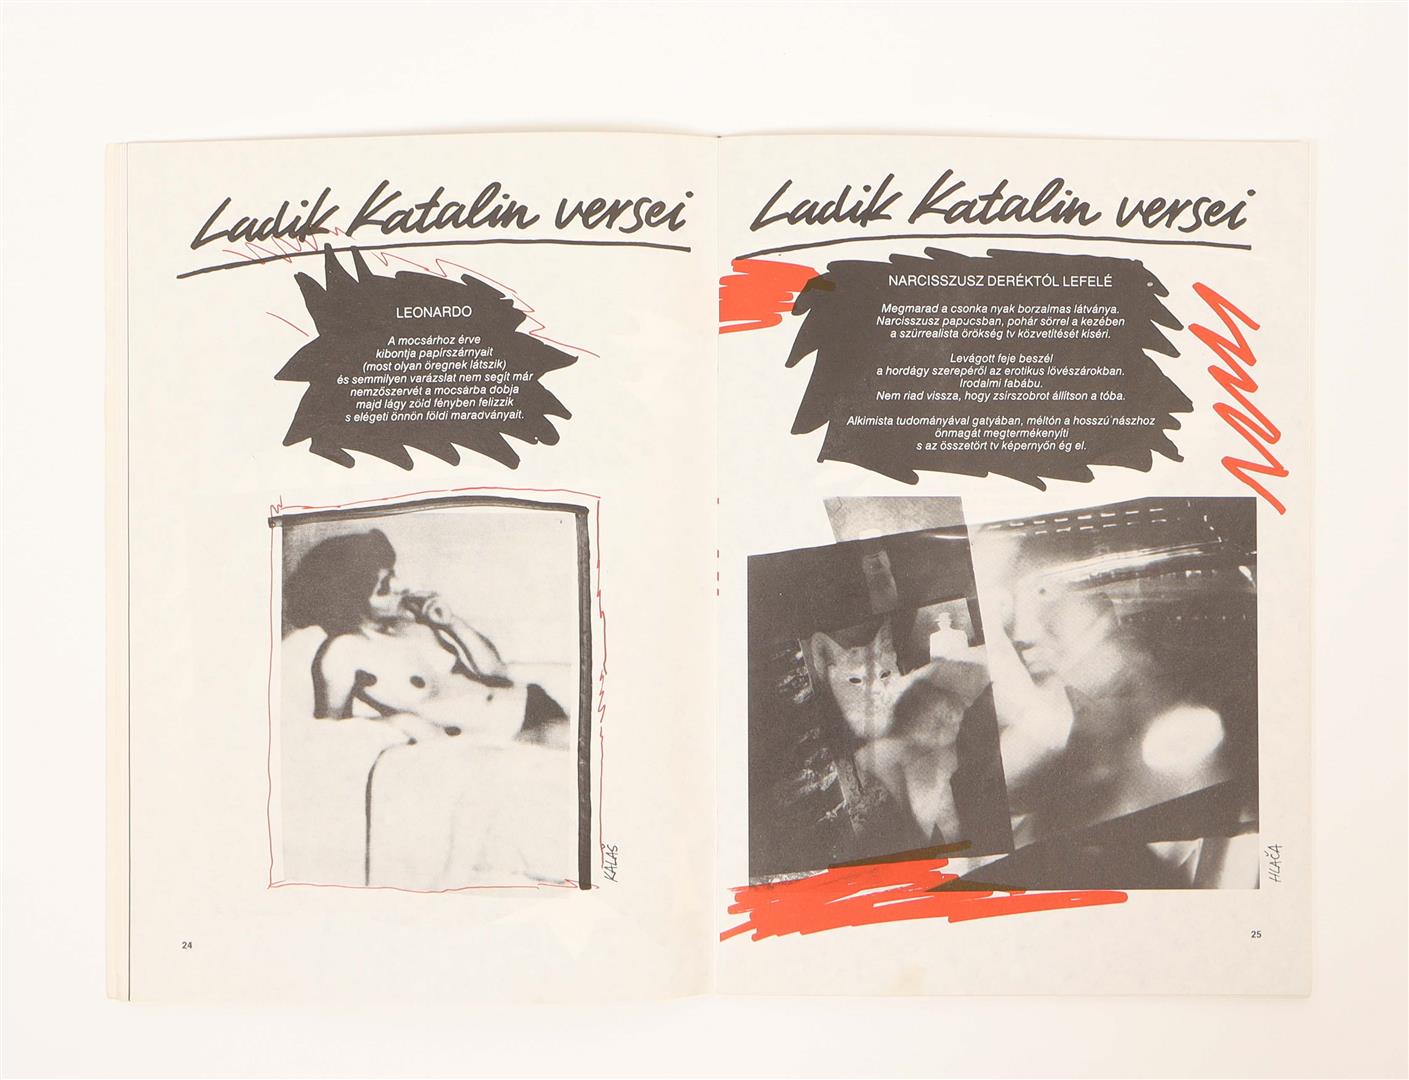 Ladik Katalin versei
LEONARDO
A mocsárhoz érve
kibontja papírszárnyait
(most olyan öregnek látszik)
és semmilyen varázslat nem segít már
nemzőszervét a mocsárba dobja
majd lágy zöld fényben felizzik
s elégeti önnön földi maradványait.
KALAŠ
24
Ladik Katalin versei
NARCISSZUSZ DERÉKTÓL LEFELÉ
Megmarad a csonka nyak borzalmas látványa.
Narcisszusz papucsban, pohár sörrel a kezében
a szürrealista örökség tv közvetítését kíséri.
Levágott feje beszél
a hordágy szerepéről az erotikus lövészárokban.
Irodalmi fabábu.
Nem riad vissza, hogy zsírszobrot állítson a tóba.
Alkimista tudományával gatyában, méltón a hosszú nászhoz
önmagát megtermékenyíti
s az összetört tv képernyőn ég el.
HLAČA
25